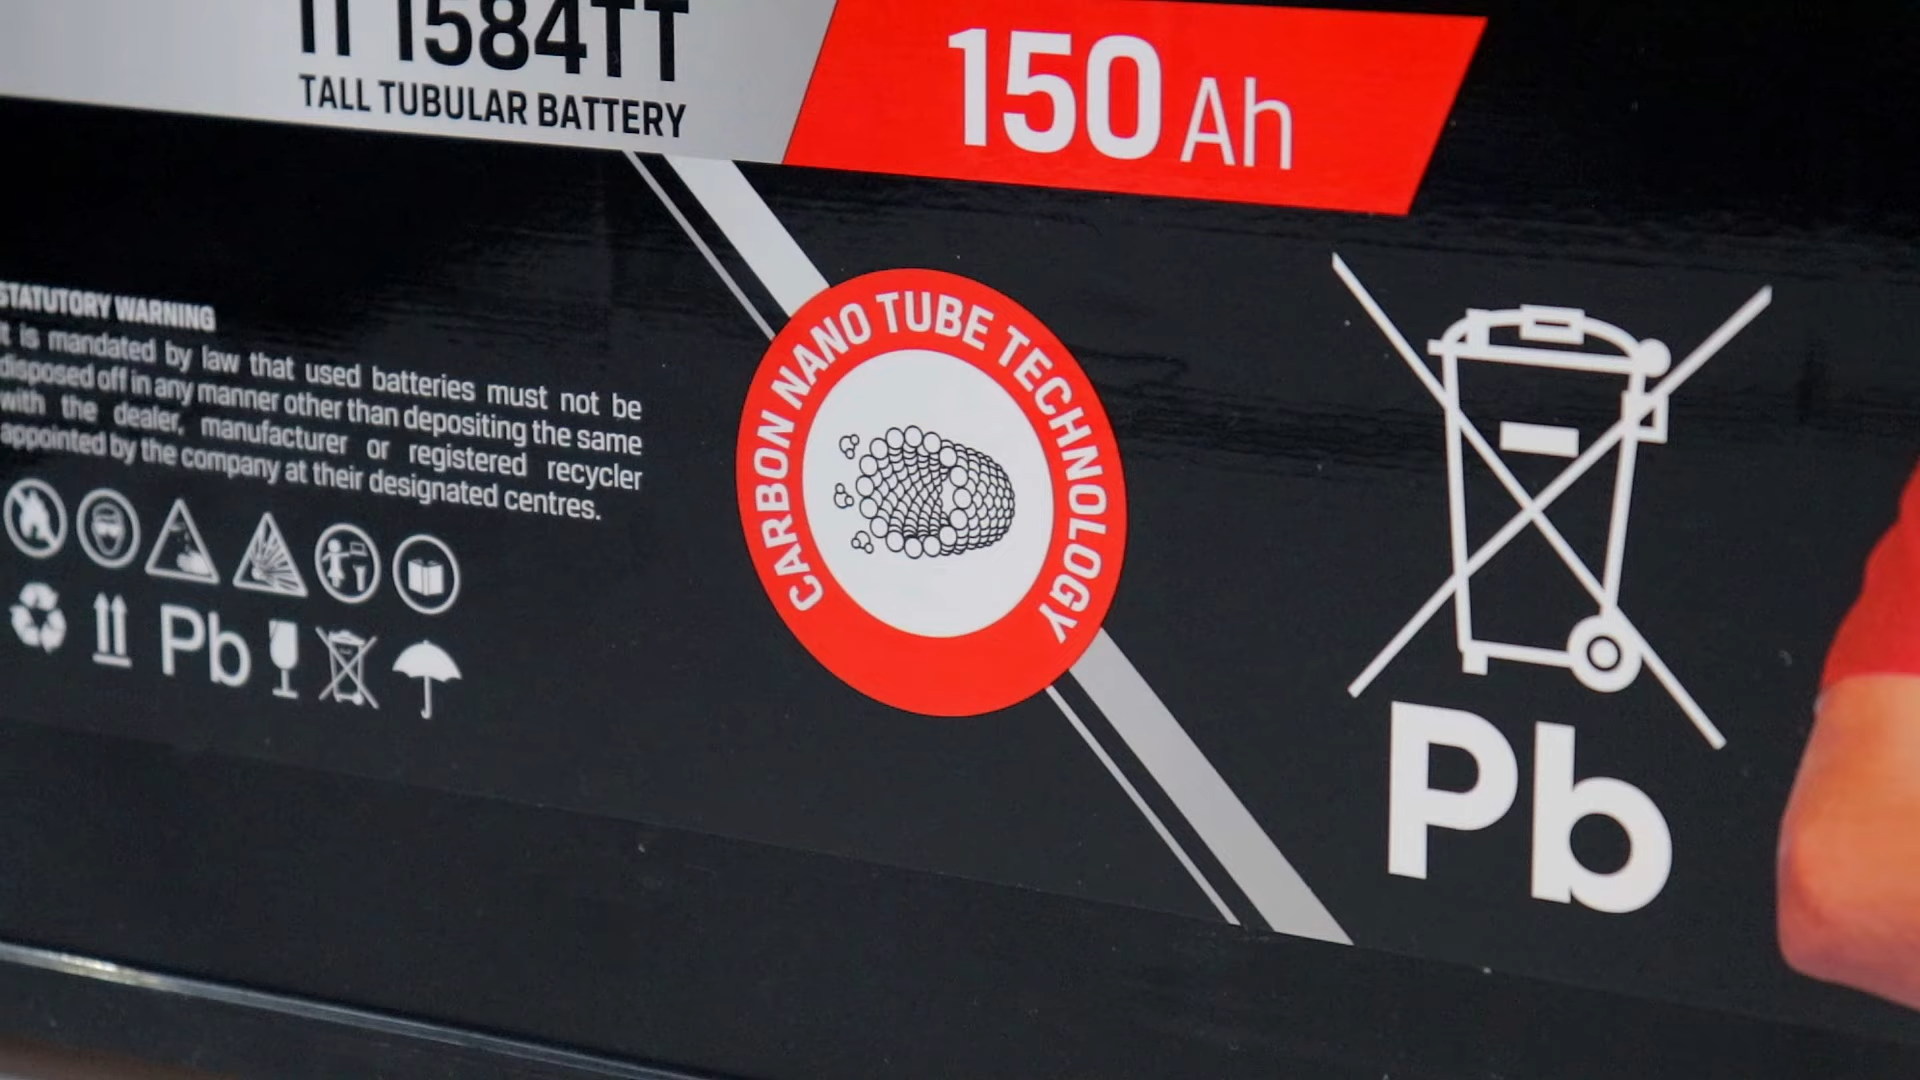 1584TT
TALL TUBULAR BATTERY
150 Ah
STATUTORY WARNING
t is mandated by law that used batteries must not be
disposed off in any manner other than depositing the same
with the dealer, manufacturer or registered recycler
appointed by the company at their designated centres.
Pb
CARBON NANO TUBE TECHNOLOGY
Pb